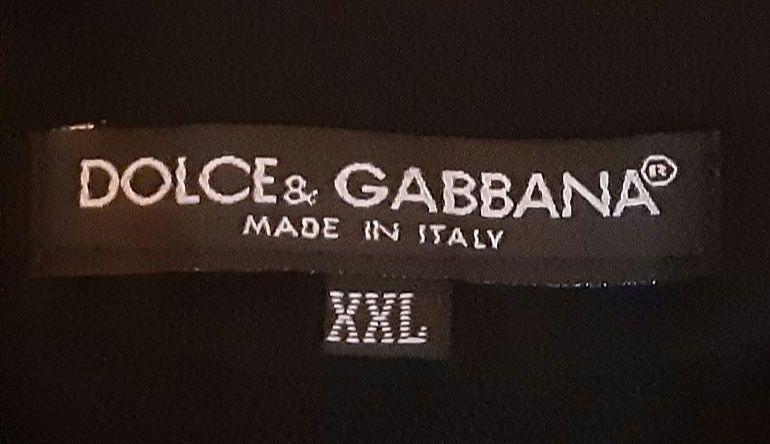 DOLCE & GABBANA®
MADE IN ITALY
XXL